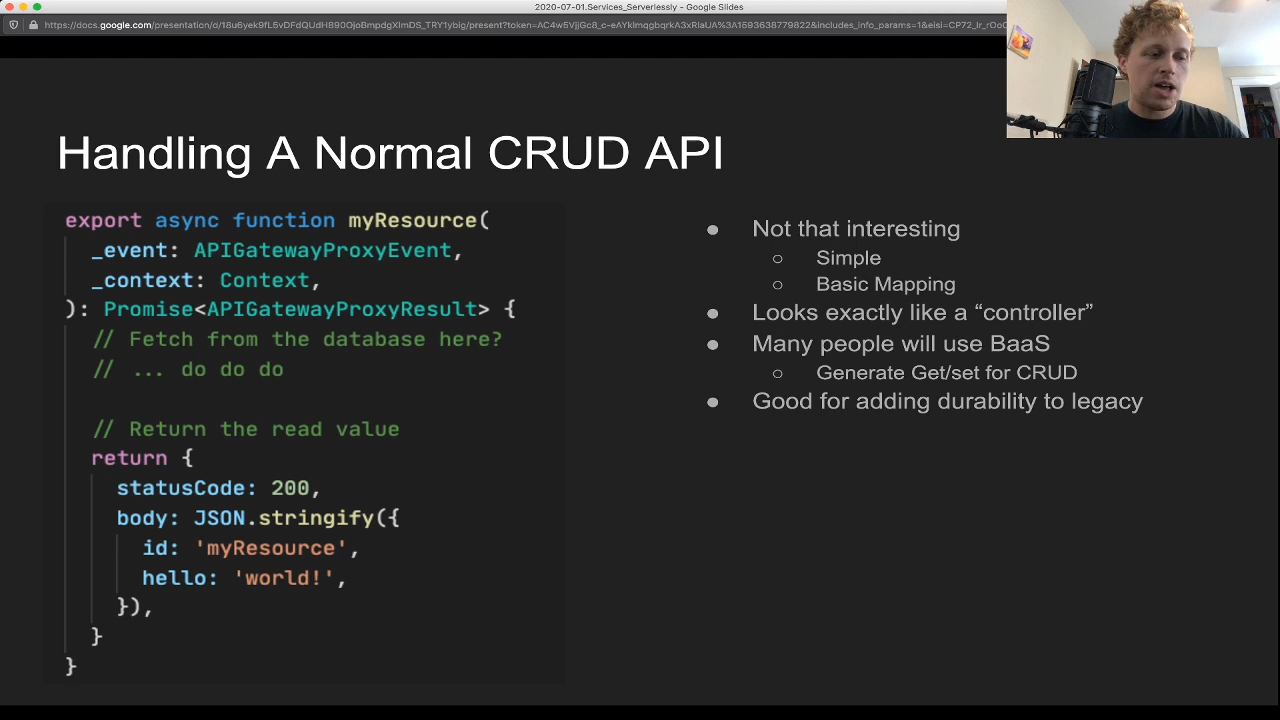 2020-07-01.Services_Serverlessly - Google Slides
Handling A Normal CRUD API
export async function myResource(
_event: APIGatewayProxyEvent,
_context: Context,
): Promise<APIGatewayProxyResult> {
// Fetch from the database here?
// ... do do do
// Return the read value
return {
statusCode: 200,
body: JSON.stringify({
id: 'myResource',
hello: 'world!',
}),
}
}
● Not that interesting
○ Simple
○ Basic Mapping
● Looks exactly like a “controller”
● Many people will use BaaS
○ Generate Get/set for CRUD
● Good for adding durability to legacy